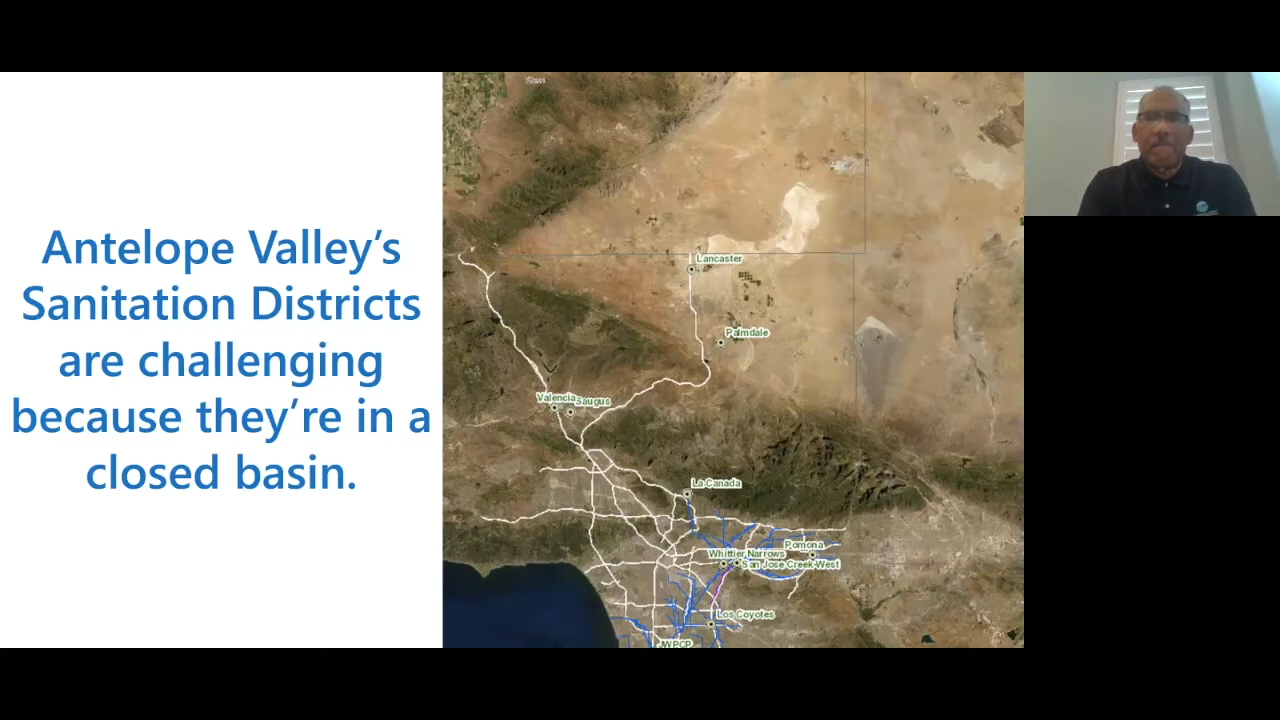 Antelope Valley's
Sanitation Districts
are challenging
because they're in a
closed basin.
Lancaster
Palmdale
Valencia
Saugus
La Canada
Pomona
Whittier Narrows
San Jose Creek-West
Los Coyotes
JWPCP